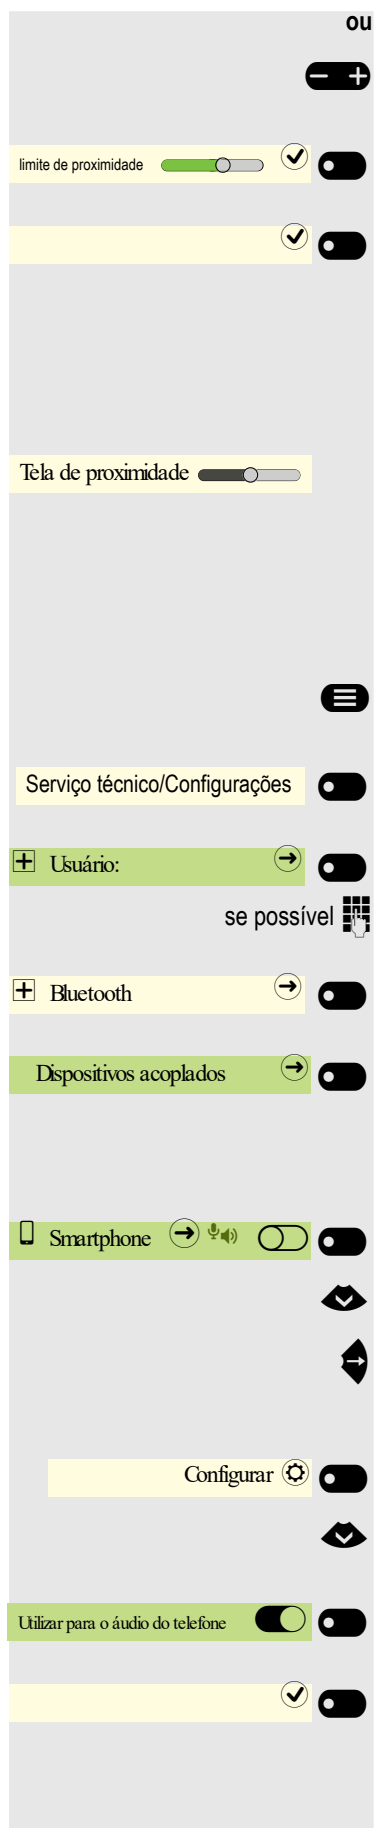 ou
limite de proximidade
Tela de proximidade
Serviço técnico/Configurações
Usuário:
se possível
Bluetooth
Dispositivos acoplados
Smartphone
Configurar
Utilizar para o áudio do telefone